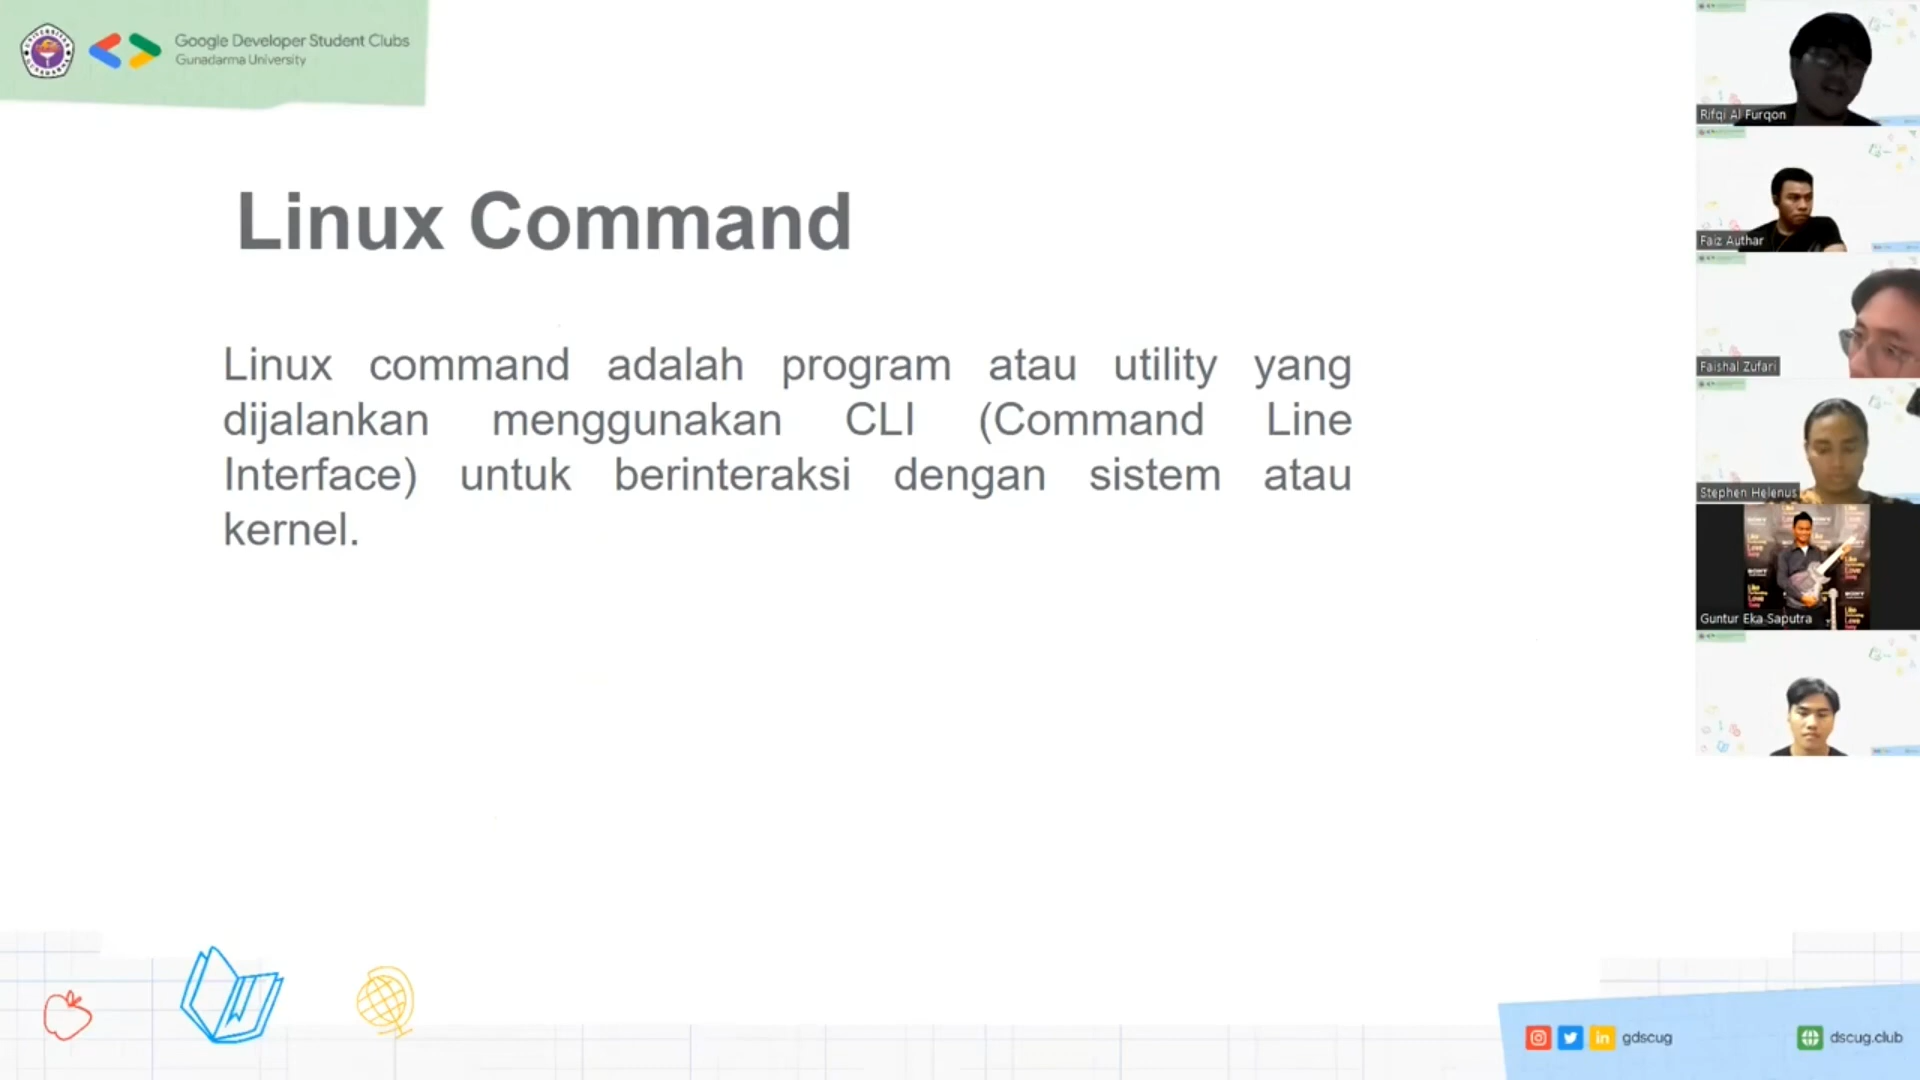 Google Developer Student Clubs
Gunadarma University
Linux Command
Linux command adalah program atau utility yang
dijalankan menggunakan CLI (Command Line
Interface) untuk berinteraksi dengan sistem atau
kernel.
Rifqi Al Furqon
Faiz Authar
Faishal Zufari
Stephen Helenus
Guntur Eka Saputra
gdscug
dscug.club